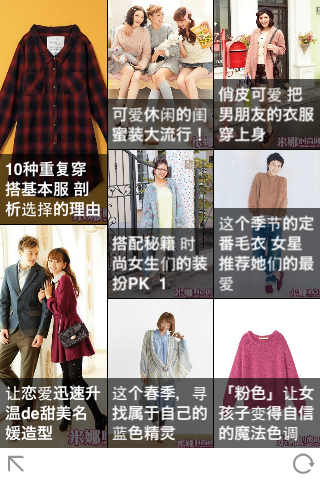 10种重复穿
搭基本服 剖
析选择的理由
可爱休闲的闺
蜜装大流行！
俏皮可爱 把
男朋友的衣服
穿上身
搭配秘籍 时
尚女生们的装
扮PK 1
这个季节的定
番毛衣 女星
推荐她们的最
爱
让恋爱迅速升
温de甜美名
媛造型
这个春季，寻
找属于自己的
蓝色精灵
「粉色」让女
孩子变得自信
的魔法色调
米娜时尚网